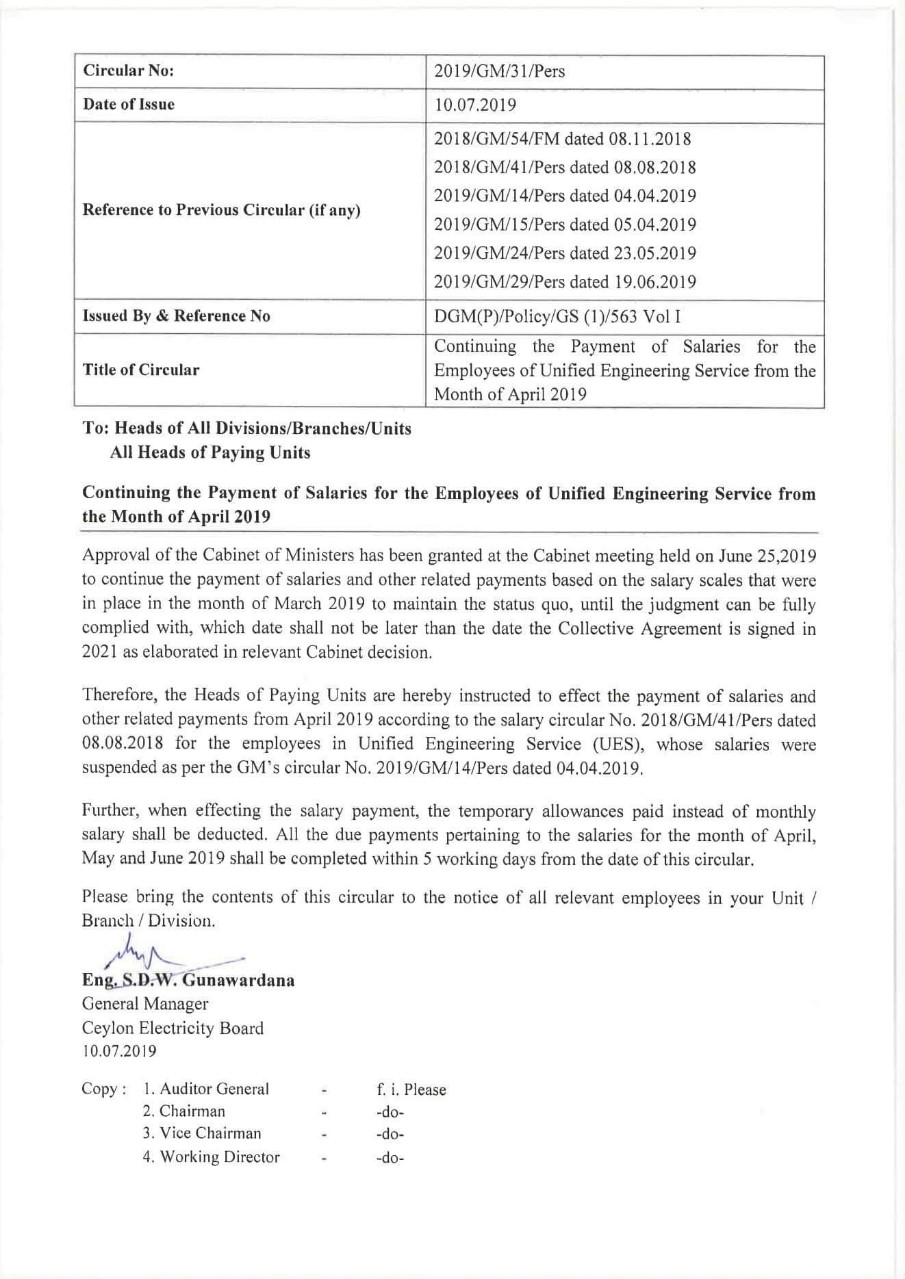 Circular No: 2019/GM/31/Pers
Date of Issue 10.07.2019
Reference to Previous Circular (if any)
2018/GM/54/FM dated 08.11.2018
2018/GM/41/Pers dated 08.08.2018
2019/GM/14/Pers dated 04.04.2019
2019/GM/15/Pers dated 05.04.2019
2019/GM/24/Pers dated 23.05.2019
2019/GM/29/Pers dated 19.06.2019
Issued By & Reference No DGM(P)/Policy/GS (1)/563 Vol I
Title of Circular
Continuing the Payment of Salaries for the
Employees of Unified Engineering Service from the
Month of April 2019
To: Heads of All Divisions/Branches/Units
All Heads of Paying Units
Continuing the Payment of Salaries for the Employees of Unified Engineering Service from
the Month of April 2019
Approval of the Cabinet of Ministers has been granted at the Cabinet meeting held on June 25,2019
to continue the payment of salaries and other related payments based on the salary scales that were
in place in the month of March 2019 to maintain the status quo, until the judgment can be fully
complied with, which date shall not be later than the date the Collective Agreement is signed in
2021 as elaborated in relevant Cabinet decision.
Therefore, the Heads of Paying Units are hereby instructed to effect the payment of salaries and
other related payments from April 2019 according to the salary circular No. 2018/GM/41/Pers dated
08.08.2018 for the employees in Unified Engineering Service (UES), whose salaries were
suspended as per the GM's circular No. 2019/GM/14/Pers dated 04.04.2019.
Further, when effecting the salary payment, the temporary allowances paid instead of monthly
salary shall be deducted. All the due payments pertaining to the salaries for the month of April,
May and June 2019 shall be completed within 5 working days from the date of this circular.
Please bring the contents of this circular to the notice of all relevant employees in your Unit /
Branch / Division.
Eng. S.D.W. Gunawardana
General Manager
Ceylon Electricity Board
10.07.2019
Copy : 1. Auditor General - f. i. Please
2. Chairman - -do-
3. Vice Chairman - -do-
4. Working Director - -do-